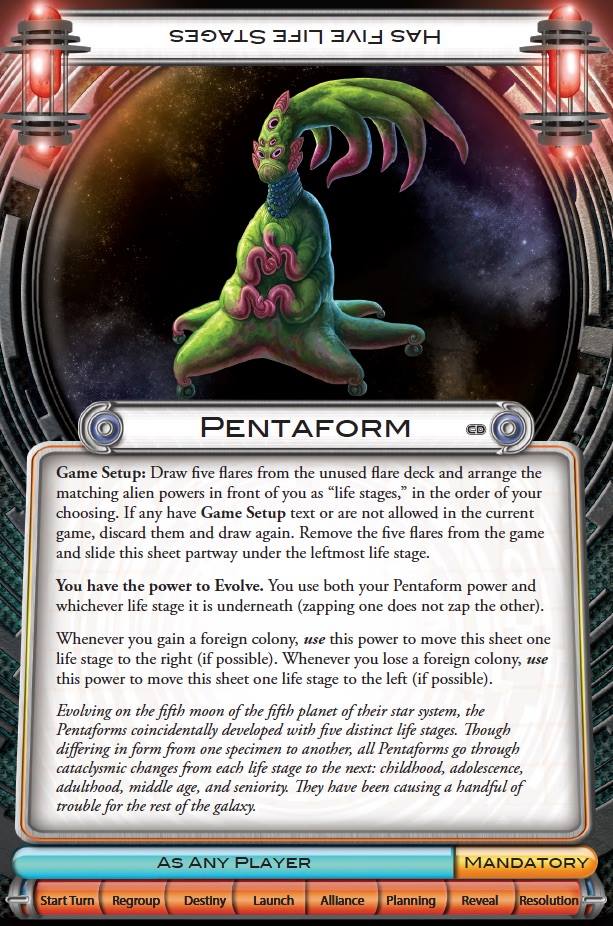 HAS FIVE LIFE STAGES
PENTAFORM
CD
Game Setup: Draw five flares from the unused flare deck and arrange the
matching alien powers in front of you as “life stages,” in the order of your
choosing. If any have Game Setup text or are not allowed in the current
game, discard them and draw again. Remove the five flares from the game
and slide this sheet partway under the leftmost life stage.
You have the power to Evolve. You use both your Pentaform power and
whichever life stage it is underneath (zapping one does not zap the other).
Whenever you gain a foreign colony, use this power to move this sheet one
life stage to the right (if possible). Whenever you lose a foreign colony, use
this power to move this sheet one life stage to the left (if possible).
Evolving on the fifth moon of the fifth planet of their star system, the
Pentaforms coincidentally developed with five distinct life stages. Though
differing in form from one specimen to another, all Pentaforms go through
cataclysmic changes from each life stage to the next: childhood, adolescence,
adulthood, middle age, and seniority. They have been causing a handful of
trouble for the rest of the galaxy.
AS ANY PLAYER MANDATORY
Start Turn Regroup Destiny Launch Alliance Planning Reveal Resolution